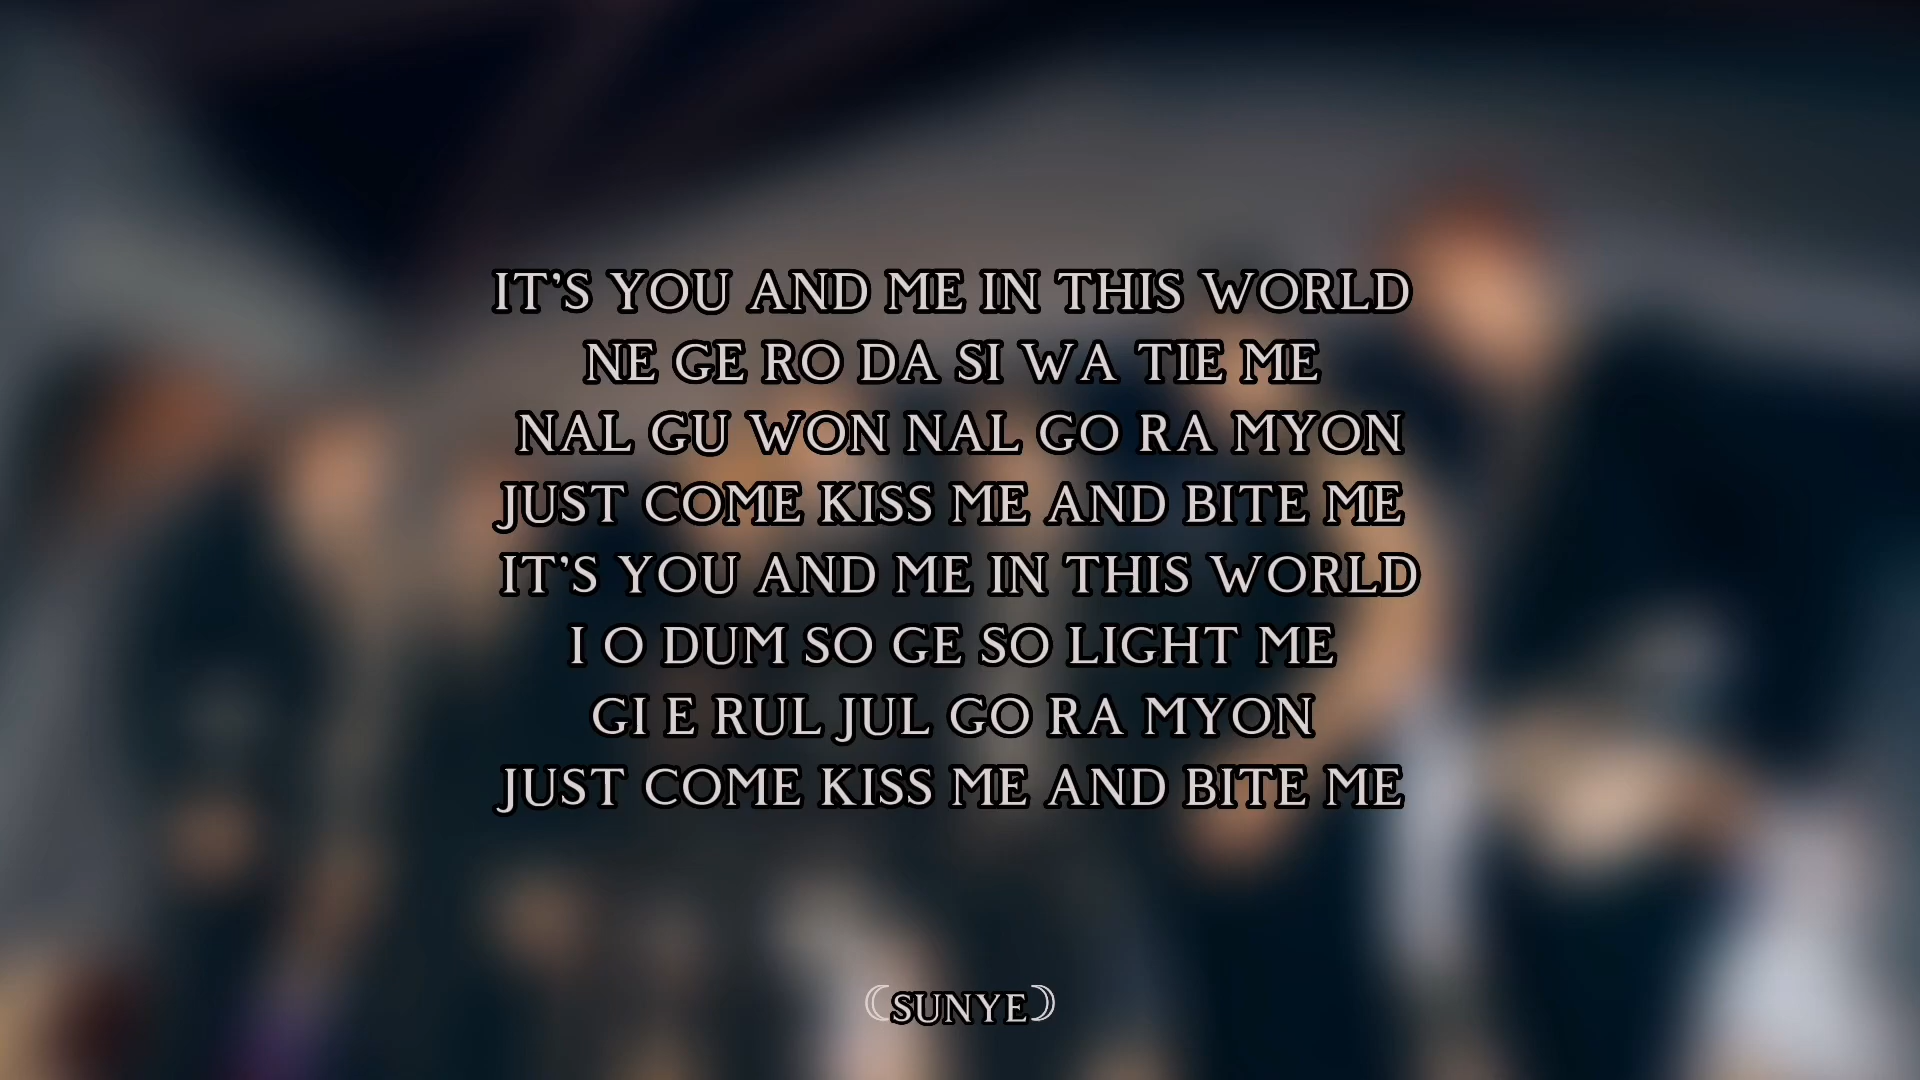 IT'S YOU AND ME IN THIS WORLD
NE GE RO DA SI WA TIE ME
NAL GU WON NAL GO RA MYON
JUST COME KISS ME AND BITE ME
IT'S YOU AND ME IN THIS WORLD
I O DUM SO GE SO LIGHT ME
GI E RUL JUL GO RA MYON
JUST COME KISS ME AND BITE ME
☾SUNYE☽